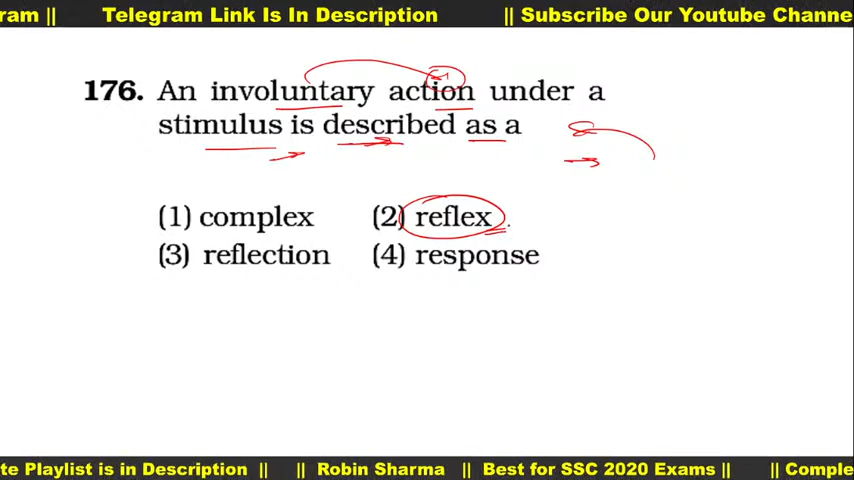 ram || Telegram Link Is In Description || Subscribe Our Youtube Channe
176. An involuntary action under a
stimulus is described as a
(1) complex (2) reflex
(3) reflection (4) response
te Playlist is in Description || || Robin Sharma || Best for SSC 2020 Exams || || Comple